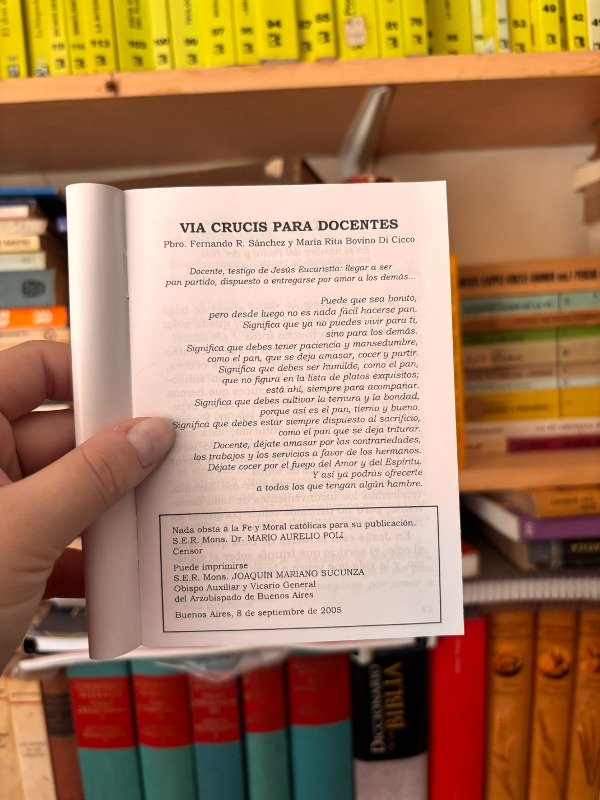 VIA CRUCIS PARA DOCENTES
Pbro. Fernando R. Sánchez y María Rita Bovino Di Cicco
Docente, testigo de Jesús Eucaristía: llegar a ser
pan partido, dispuesto a entregarse por amor a los demás...
Puede que sea bonito,
pero desde luego no es nada fácil hacerse pan.
Significa que ya no puedes vivir para ti,
sino para los demás.
Significa que debes tener paciencia y mansedumbre,
como el pan, que se deja amasar, cocer y partir.
Significa que debes ser humilde, como el pan,
que no figura en la lista de platos exquisitos;
está ahí, siempre para acompañar.
Significa que debes cultivar la ternura y la bondad,
porque así es el pan, tierno y bueno.
Significa que debes estar siempre dispuesto al sacrificio,
como el pan que se deja triturar.
Docente, déjate amasar por las contrariedades,
los trabajos y los servicios a favor de los hermanos.
Déjate cocer por el fuego del Amor y del Espíritu.
Y así ya podrás ofrecerte
a todos los que tengan algún hambre.
Nada obsta a la Fe y Moral católicas para su publicación.
S.E.R. Mons. Dr. MARIO AURELIO POLI
Censor
Puede imprimirse
S.E.R. Mons. JOAQUÍN MARIANO SUCUNZA
Obispo Auxiliar y Vicario General
del Arzobispado de Buenos Aires
Buenos Aires, 8 de septiembre de 2005
DICCIONARIO
BIBLIA